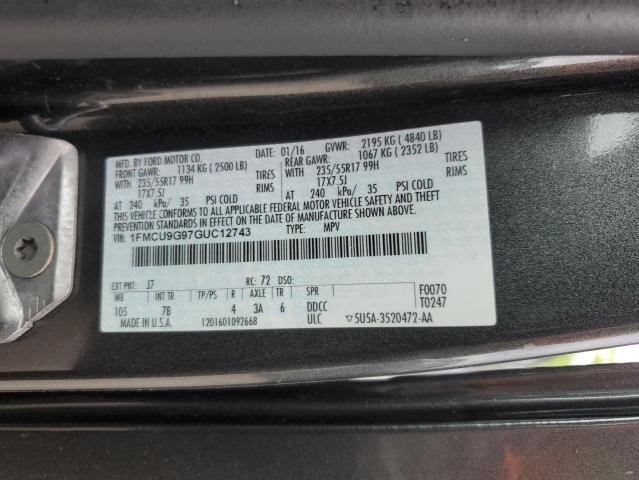 MFD. BY FORD MOTOR CO. DATE: 01/16 GVWR: 2195 KG ( 4840 LB)
FRONT GAWR: 1134 KG ( 2500 LB) REAR GAWR: 1067 KG ( 2352 LB)
WITH 235/55R17 99H TIRES WITH 235/55R17 99H TIRES
17X7.5J RIMS 17X7.5J RIMS
AT 240 kPa/ 35 PSI COLD AT 240 kPa/ 35 PSI COLD
THIS VEHICLE CONFORMS TO ALL APPLICABLE FEDERAL MOTOR VEHICLE SAFETY AND THEFT
PREVENTION STANDARDS IN EFFECT ON THE DATE OF MANUFACTURE SHOWN ABOVE.
1FMCU9G97GUC12743 TYPE: MPV
EXT PNT: J7 RC: 72 DSO: F0070
WB INT TR TP/PS R AXLE TR SPR T0247
105 7B 4 3A 6 DDCC
MADE IN U.S.A. 1201601092668 ULC ▽5U5A-3520472-AA